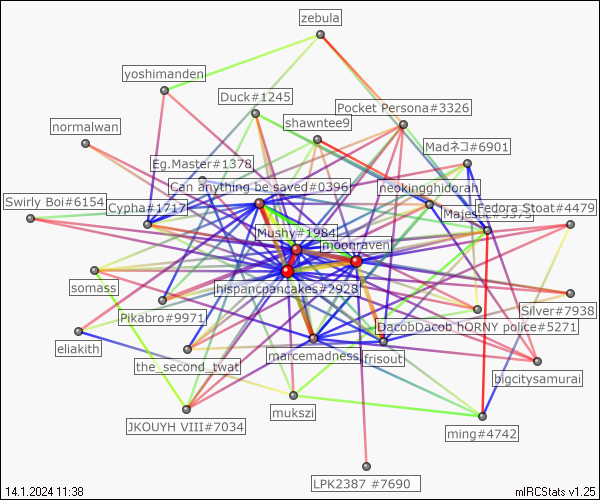 zebula
yoshimanden
Duck#1245
Pocket Persona#3326
shawntee9
normalwan
Madネコ#6901
Eg.Master#1378
Can anything be saved#0396
neokingghidorah
Swirly Boi#6154
Cypha#1717
Fedora Stoat#4479
Mushy#1984
moonraven
somass
hispancpancakes#2928
Pikabro#9971
Silver#7938
DacobDacob hORNY police#5271
eliakith
marcemadness
frisout
the_second_twat
bigcitysamurai
mukszi
JKOUYH VIII#7034
ming#4742
LPK2387 #7690
14.1.2024 11:38
mIRCStats v1.25